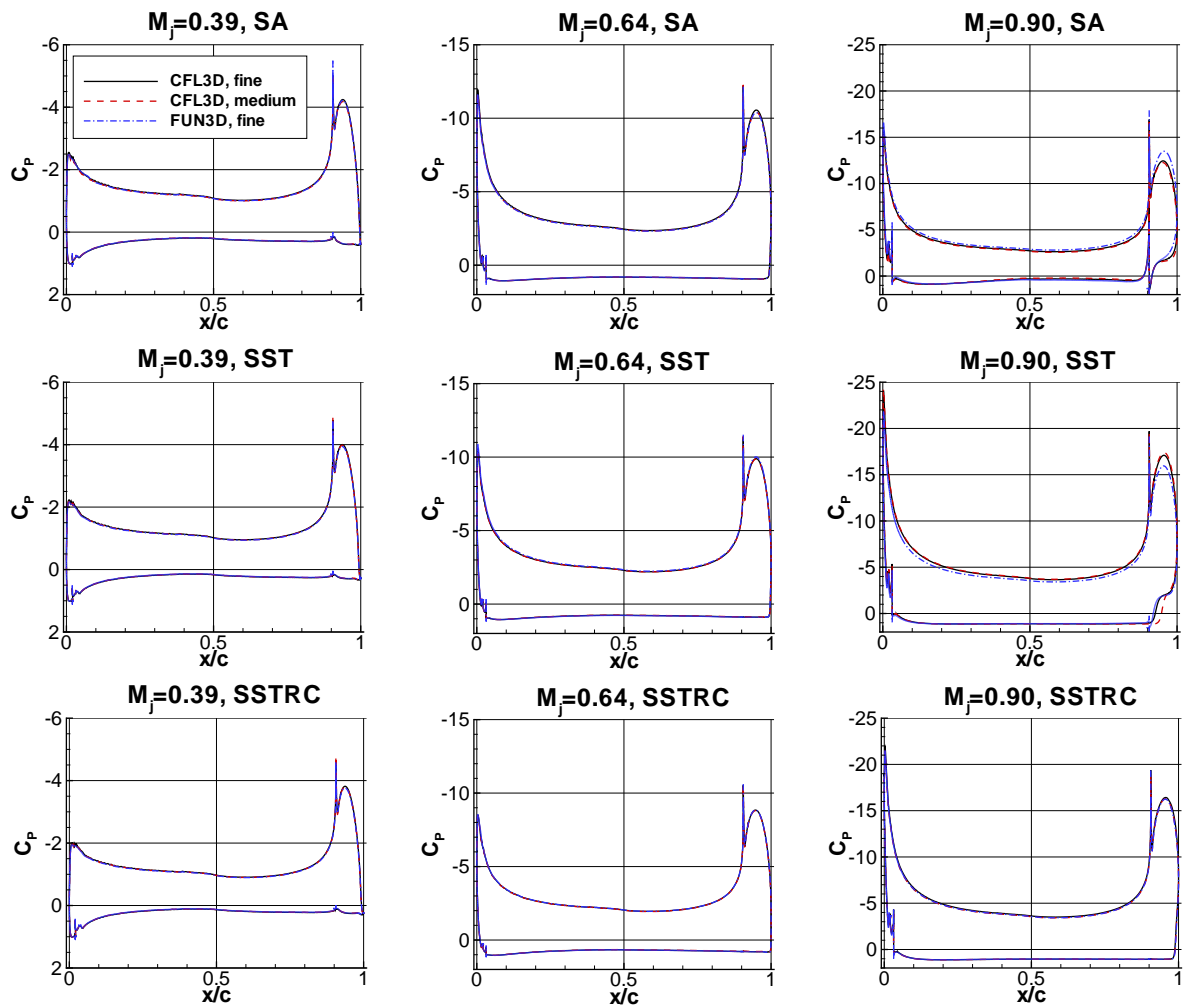 M_j=0.39, SA
-6
-4
-2
0
2
C_P
0
0.5
1
x/c
CFL3D, fine
CFL3D, medium
FUN3D, fine
M_j=0.64, SA
-15
-10
-5
0
C_P
0
0.5
1
x/c
M_j=0.90, SA
-25
-20
-15
-10
-5
0
C_P
0
0.5
1
x/c
M_j=0.39, SST
-6
-4
-2
0
2
C_P
0
0.5
1
x/c
M_j=0.64, SST
-15
-10
-5
0
C_P
0
0.5
1
x/c
M_j=0.90, SST
-25
-20
-15
-10
-5
0
C_P
0
0.5
1
x/c
M_j=0.39, SSTRC
-6
-4
-2
0
2
C_P
0
0.5
1
x/c
M_j=0.64, SSTRC
-15
-10
-5
0
C_P
0
0.5
1
x/c
M_j=0.90, SSTRC
-25
-20
-15
-10
-5
0
C_P
0
0.5
1
x/c